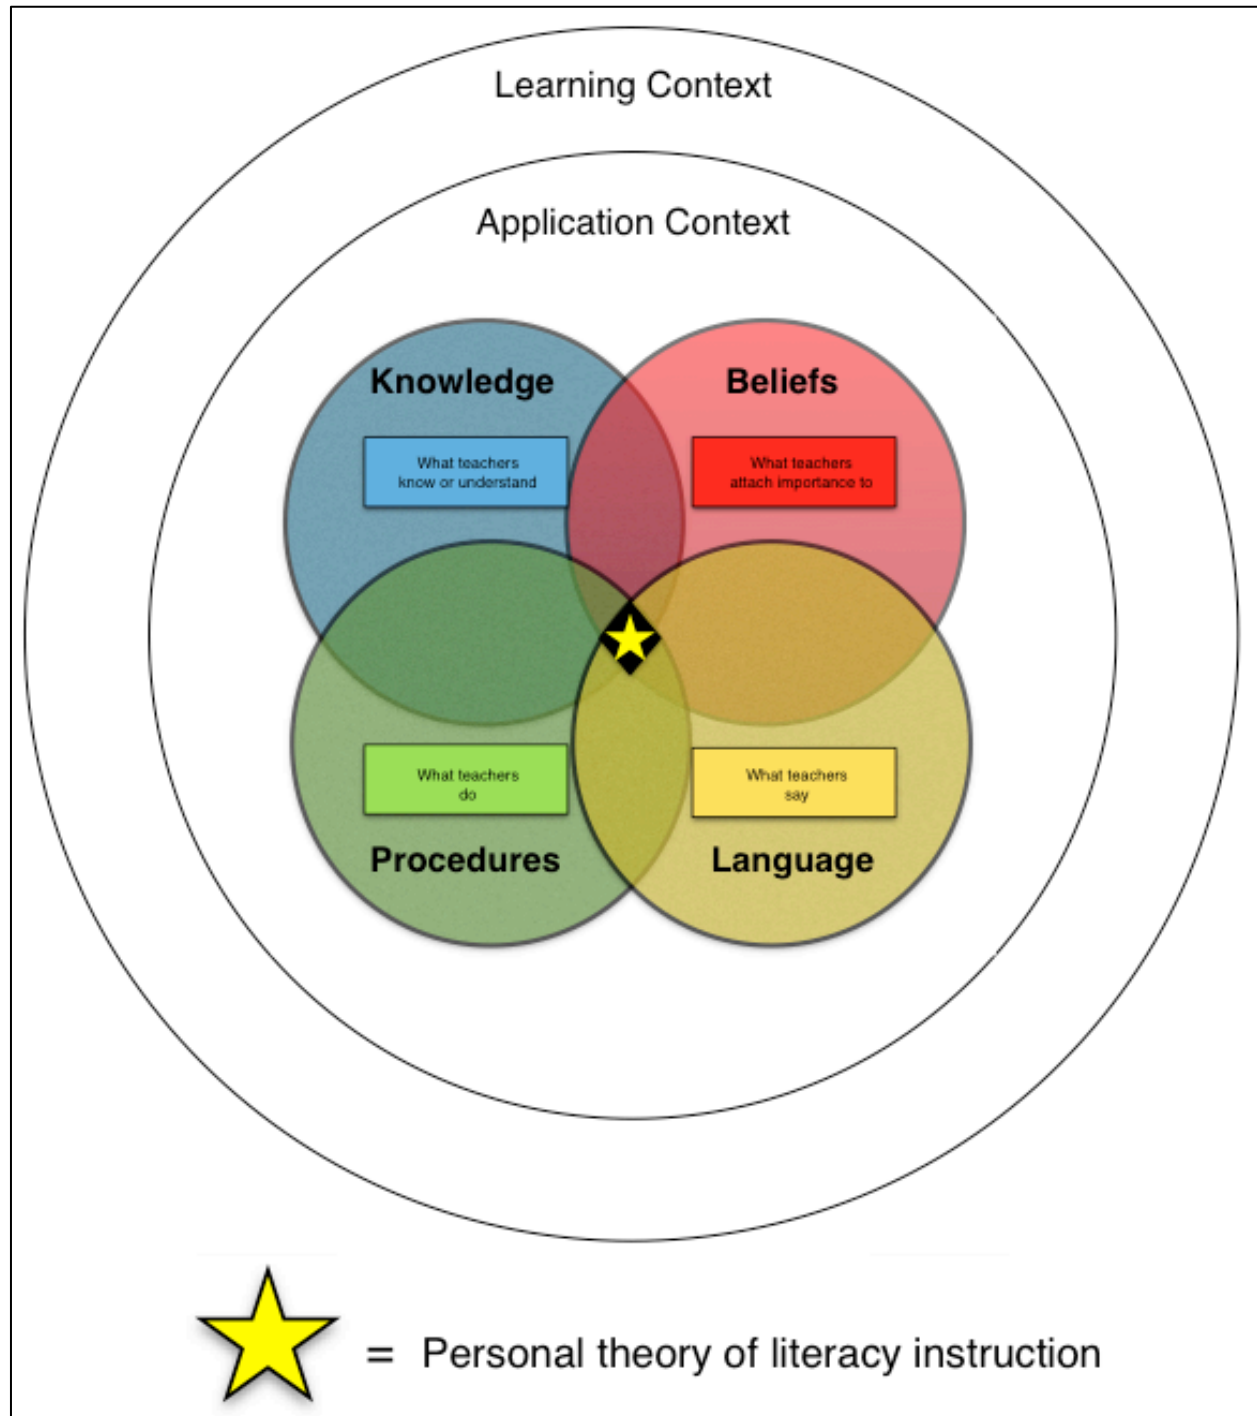 Learning Context
Application Context
Knowledge
Beliefs
What teachers
know or understand
What teachers
attach importance to
What teachers
do
What teachers
say
Procedures
Language
= Personal theory of literacy instruction